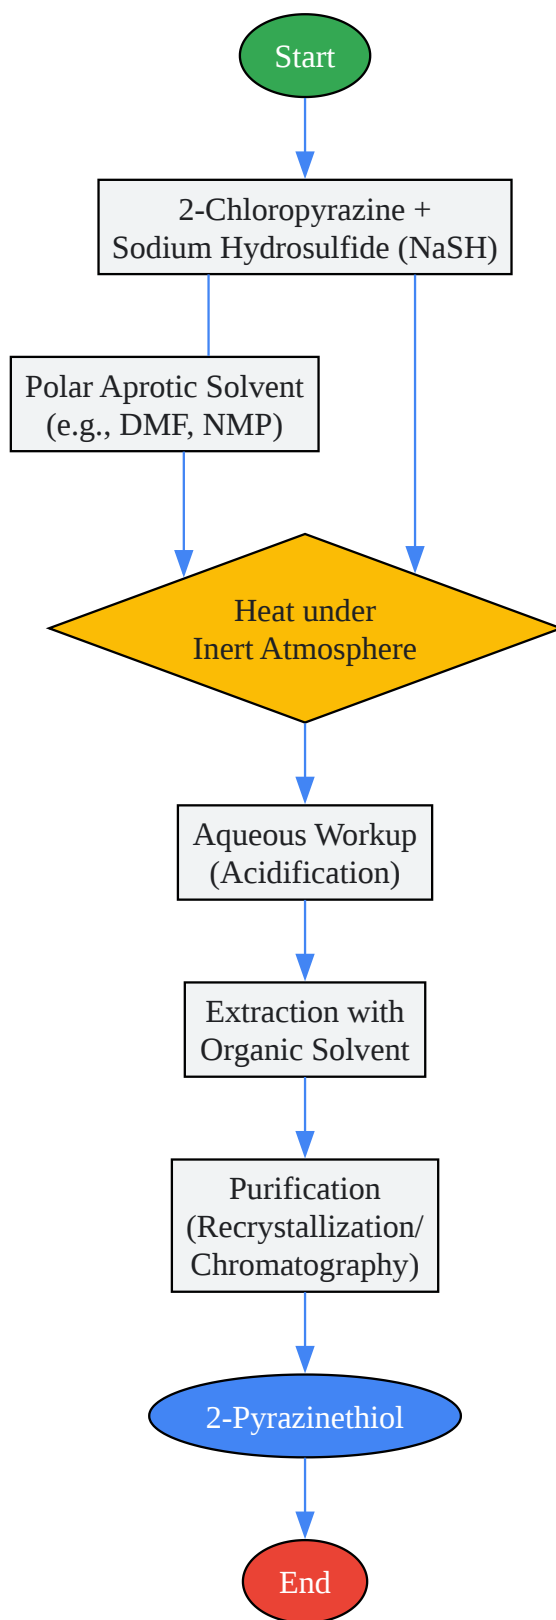 Start
2-Chloropyrazine +
Sodium Hydrosulfide (NaSH)
Polar Aprotic Solvent
(e.g., DMF, NMP)
Heat under
Inert Atmosphere
Aqueous Workup
(Acidification)
Extraction with
Organic Solvent
Purification
(Recrystallization/
Chromatography)
2-Pyrazinethiol
End